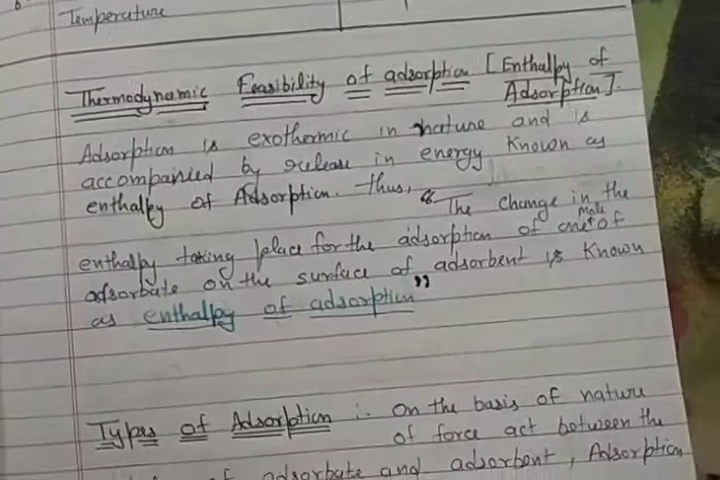 Temperature
Thermodynamic Feasibility of adsorption [Enthalpy of
Adsorption].
Adsorption is exothermic in nature and is
accompanied by release in energy known as
enthalpy of Adsorption. thus, "The change in the
enthalpy taking place for the adsorption of one mole of
adsorbate on the surface of adsorbent is known
as enthalpy of adsorption"
Types of Adsorption :- on the basis of nature
of force act between the
of adsorbate and adsorbent, Adsorption